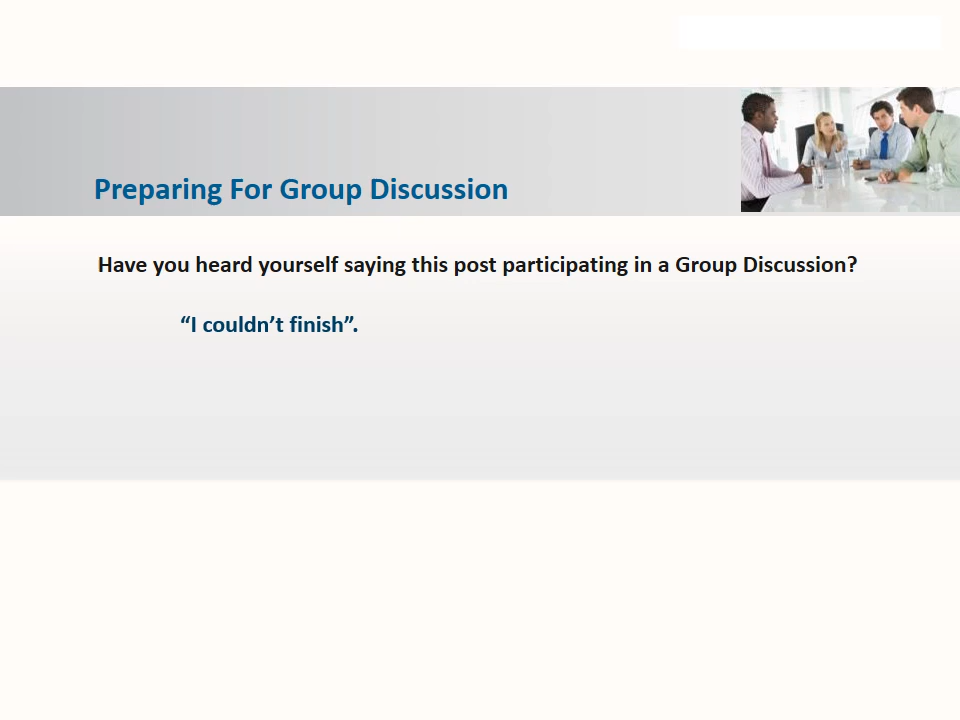 Preparing For Group Discussion
Have you heard yourself saying this post participating in a Group Discussion?
“I couldn’t finish”.